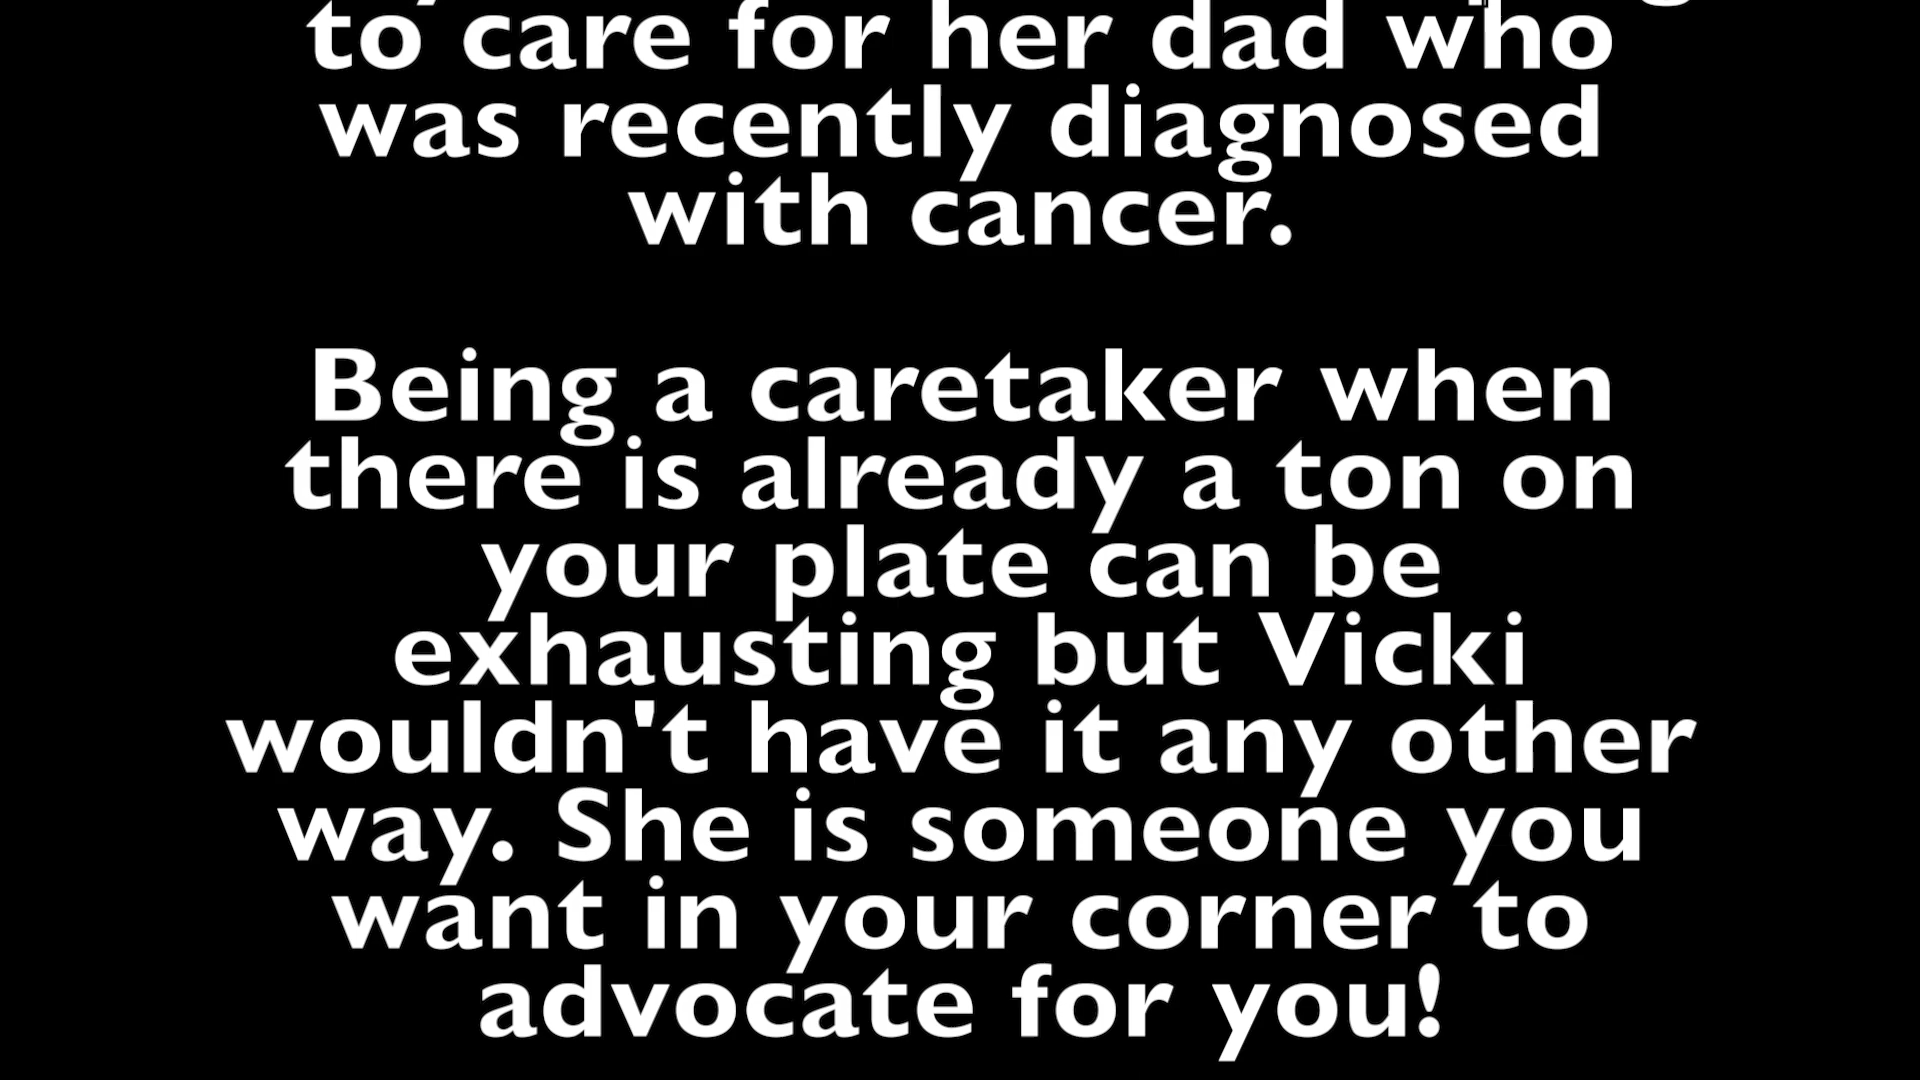 to care for her dad who
was recently diagnosed
with cancer.
Being a caretaker when
there is already a ton on
your plate can be
exhausting but Vicki
wouldn't have it any other
way. She is someone you
want in your corner to
advocate for you!